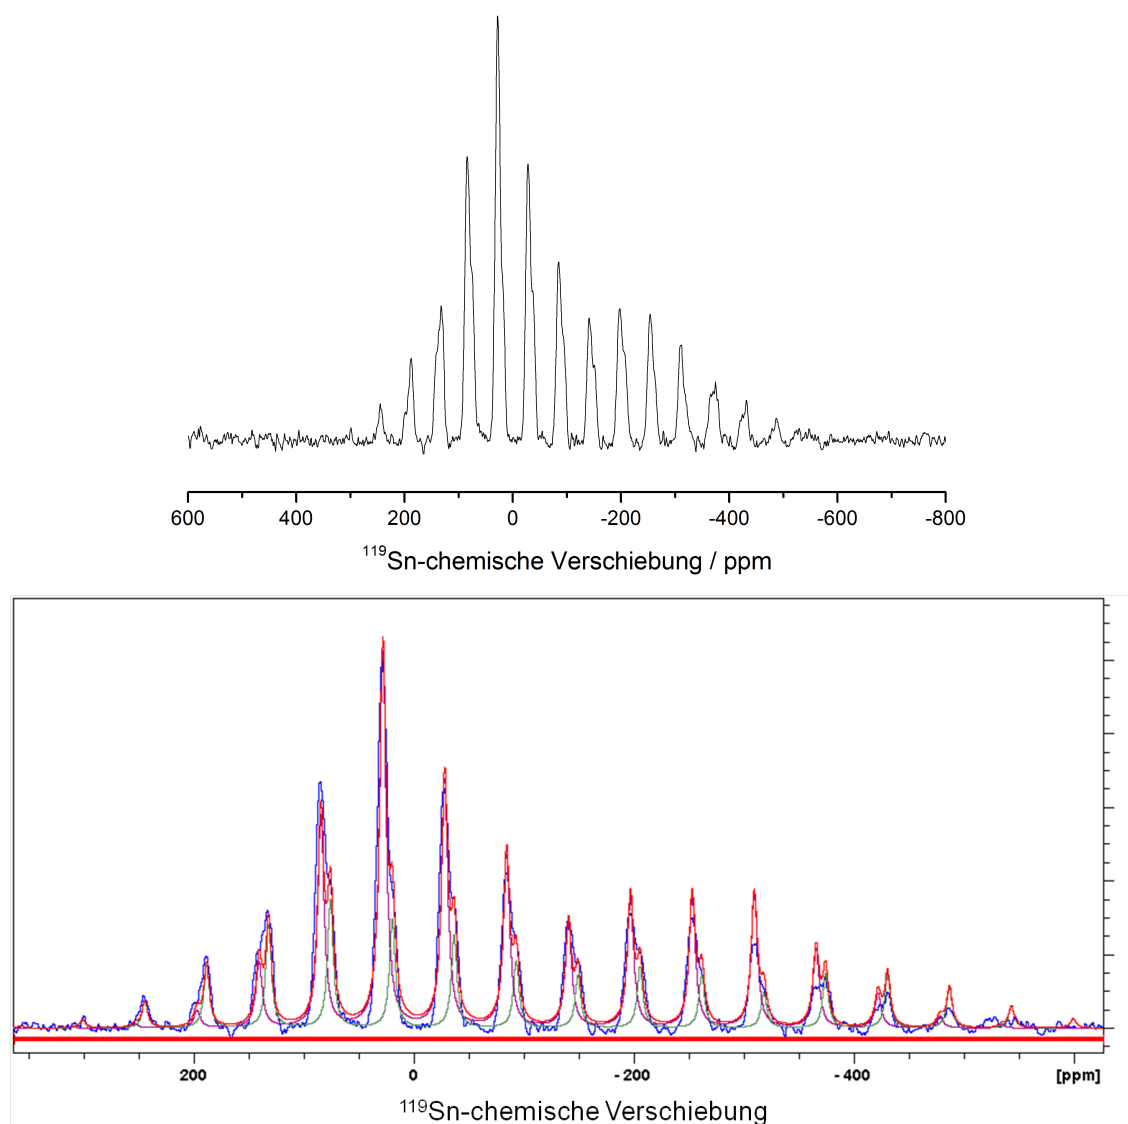 600 400 200 0 -200 -400 -600 -800
¹¹⁹Sn-chemische Verschiebung / ppm
200 0 - 200 - 400 [ppm]
¹¹⁹Sn-chemische Verschiebung